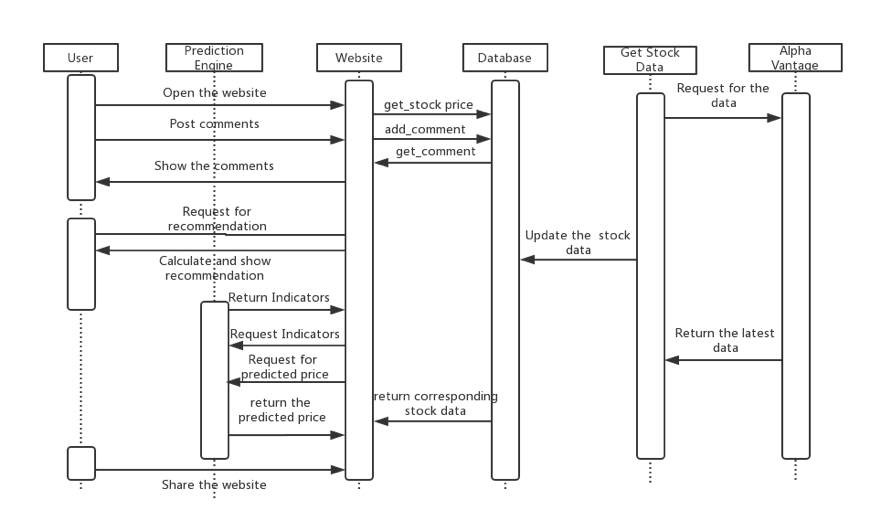 User
Prediction
Engine
Website
Database
Get Stock
Data
Alpha
Vantage
Open the website
get_stock price
Request for the
data
Post comments
add_comment
get_comment
Show the comments
Request for
recommendation
Update the stock
data
Calculate and show
recommendation
Return Indicators
Request Indicators
Return the latest
data
Request for
predicted price
return corresponding
stock data
return the
predicted price
Share the website